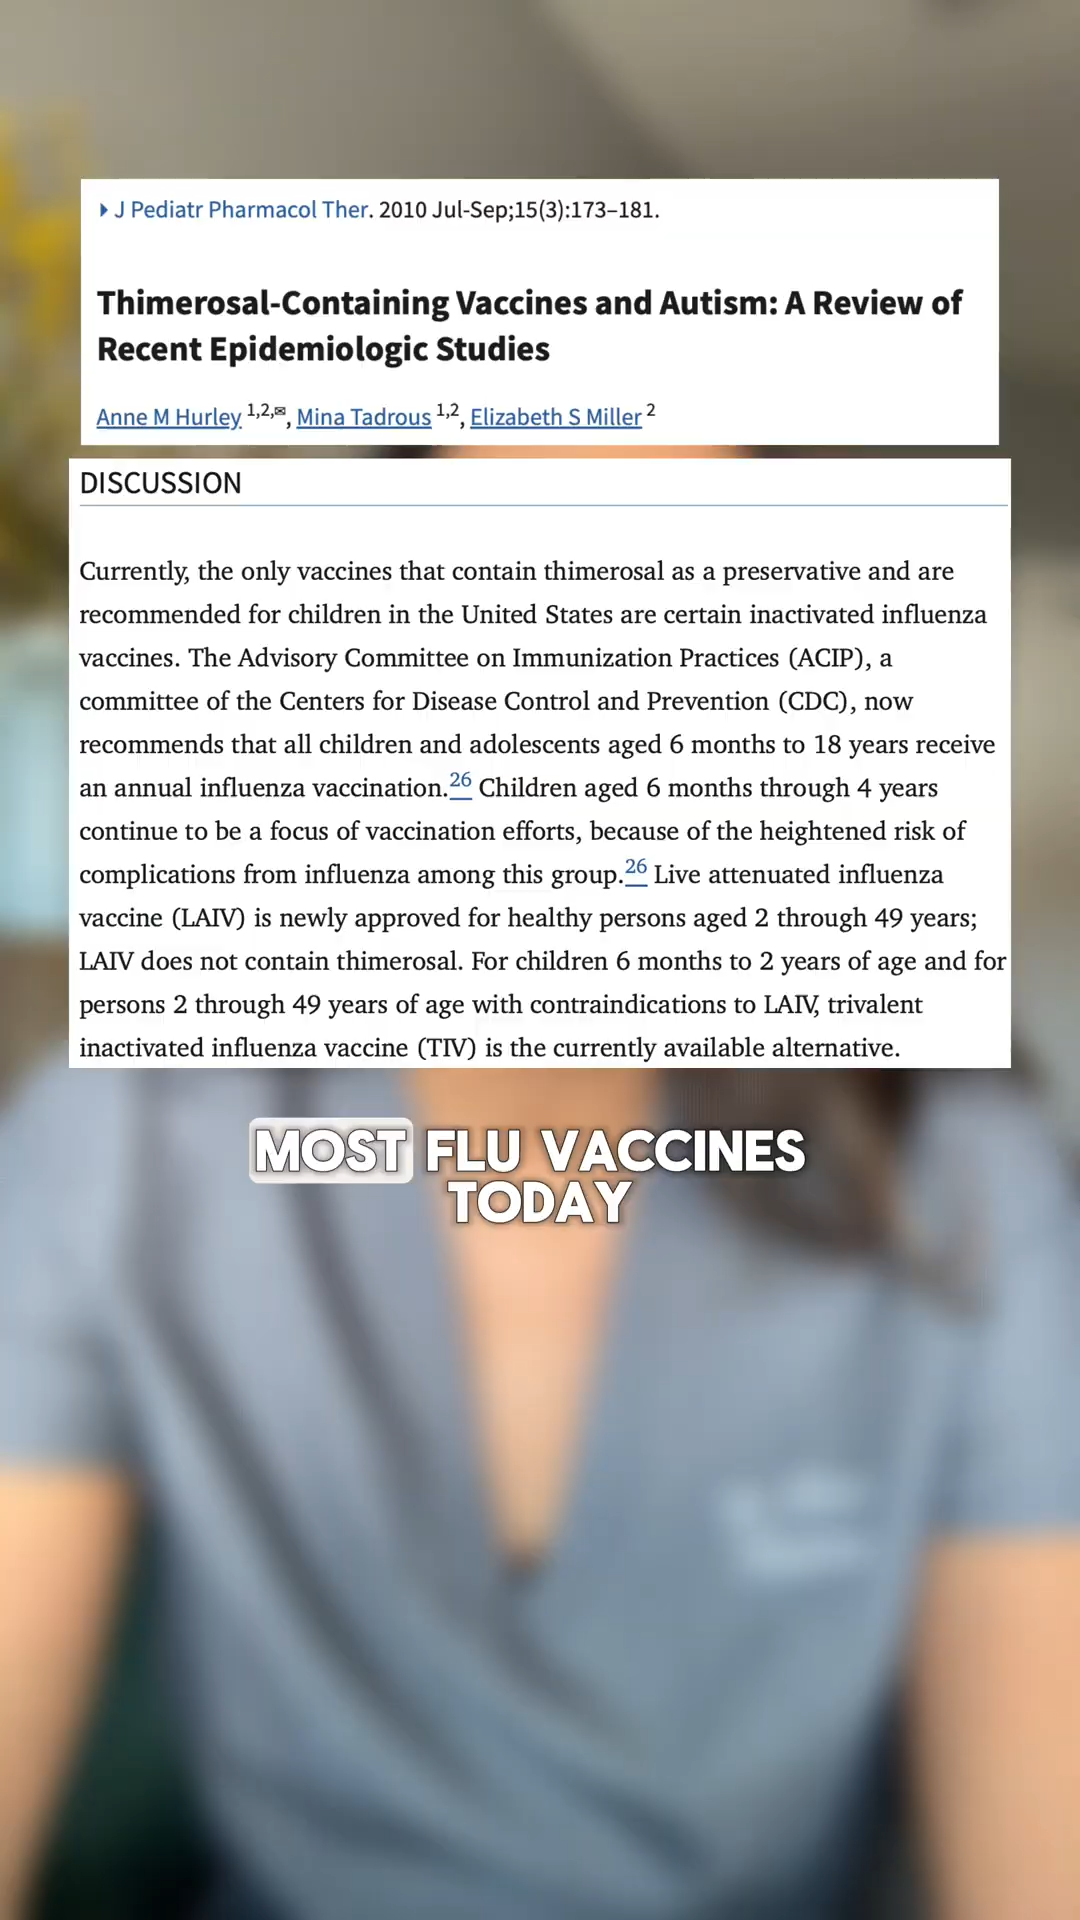 J Pediatr Pharmacol Ther. 2010 Jul-Sep;15(3):173–181.
Thimerosal-Containing Vaccines and Autism: A Review of
Recent Epidemiologic Studies
Anne M Hurley 1,2,✉, Mina Tadrous 1,2, Elizabeth S Miller 2
DISCUSSION
Currently, the only vaccines that contain thimerosal as a preservative and are
recommended for children in the United States are certain inactivated influenza
vaccines. The Advisory Committee on Immunization Practices (ACIP), a
committee of the Centers for Disease Control and Prevention (CDC), now
recommends that all children and adolescents aged 6 months to 18 years receive
an annual influenza vaccination.26 Children aged 6 months through 4 years
continue to be a focus of vaccination efforts, because of the heightened risk of
complications from influenza among this group.26 Live attenuated influenza
vaccine (LAIV) is newly approved for healthy persons aged 2 through 49 years;
LAIV does not contain thimerosal. For children 6 months to 2 years of age and for
persons 2 through 49 years of age with contraindications to LAIV, trivalent
inactivated influenza vaccine (TIV) is the currently available alternative.
MOST FLU VACCINES
TODAY